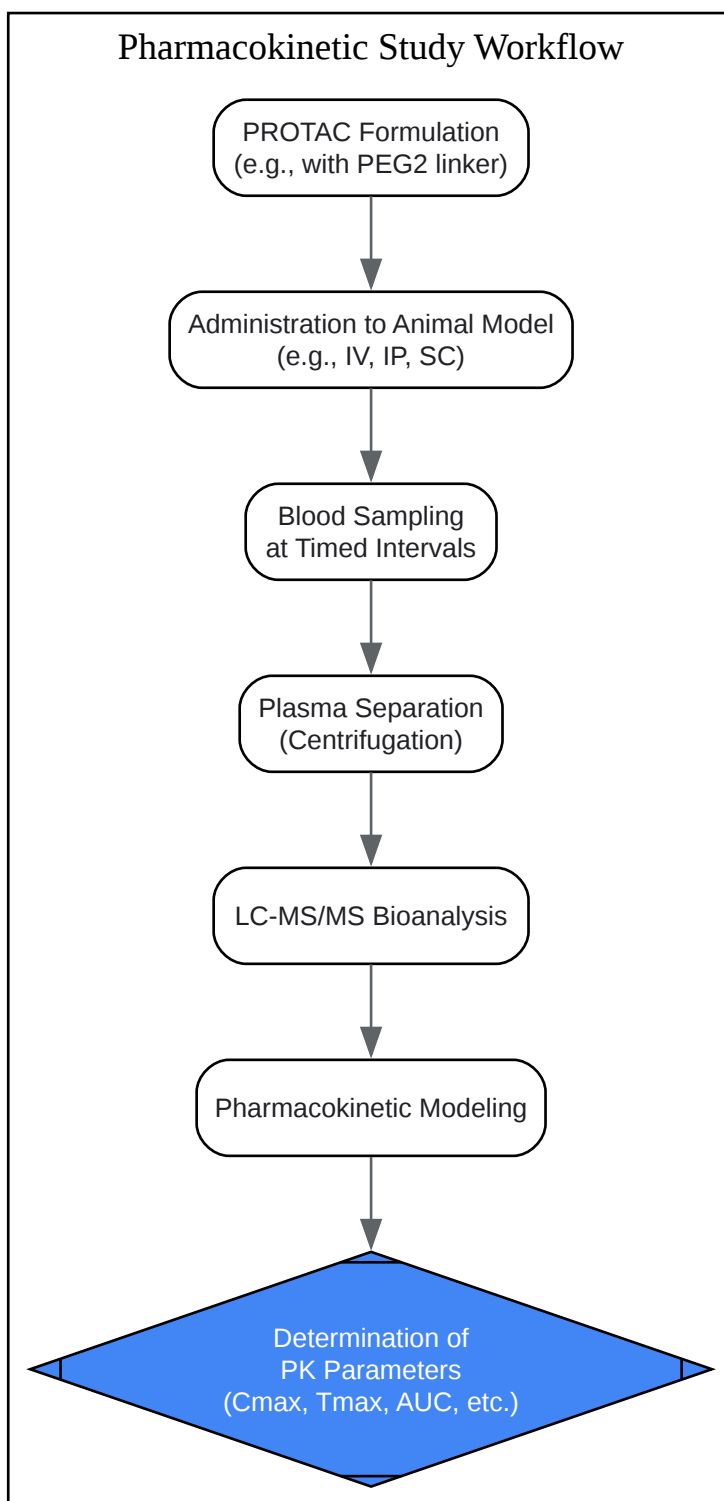 Pharmacokinetic Study Workflow
PROTAC Formulation
(e.g., with PEG2 linker)
Administration to Animal Model
(e.g., IV, IP, SC)
Blood Sampling
at Timed Intervals
Plasma Separation
(Centrifugation)
LC-MS/MS Bioanalysis
Pharmacokinetic Modeling
Determination of
PK Parameters
(Cmax, Tmax, AUC, etc.)